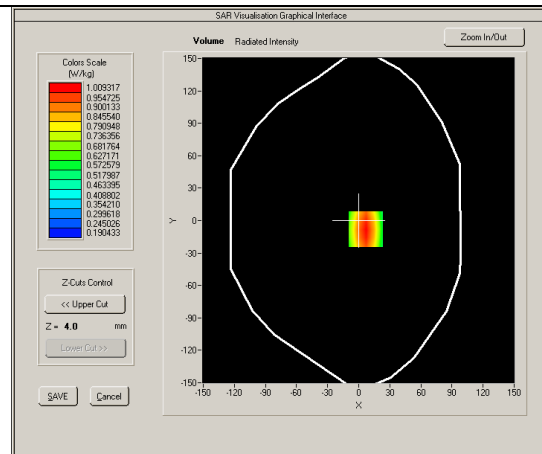 SAR Visualisation Graphical Interface
Volume Radiated Intensity
Zoom In/Out
Colors Scale
(W/kg)
1.009317
0.954725
0.900133
0.845540
0.790948
0.736356
0.681764
0.627171
0.572579
0.517987
0.463395
0.408802
0.354210
0.299618
0.245026
0.190433
Z-Cuts Control
<< Upper Cut
Z = 4.0 mm
Lower Cut >>
SAVE Cancel
Y
150
120
90
60
30
0
-30
-60
-90
-120
-150
-150 -120 -90 -60 -30 0 30 60 90 120 150
X